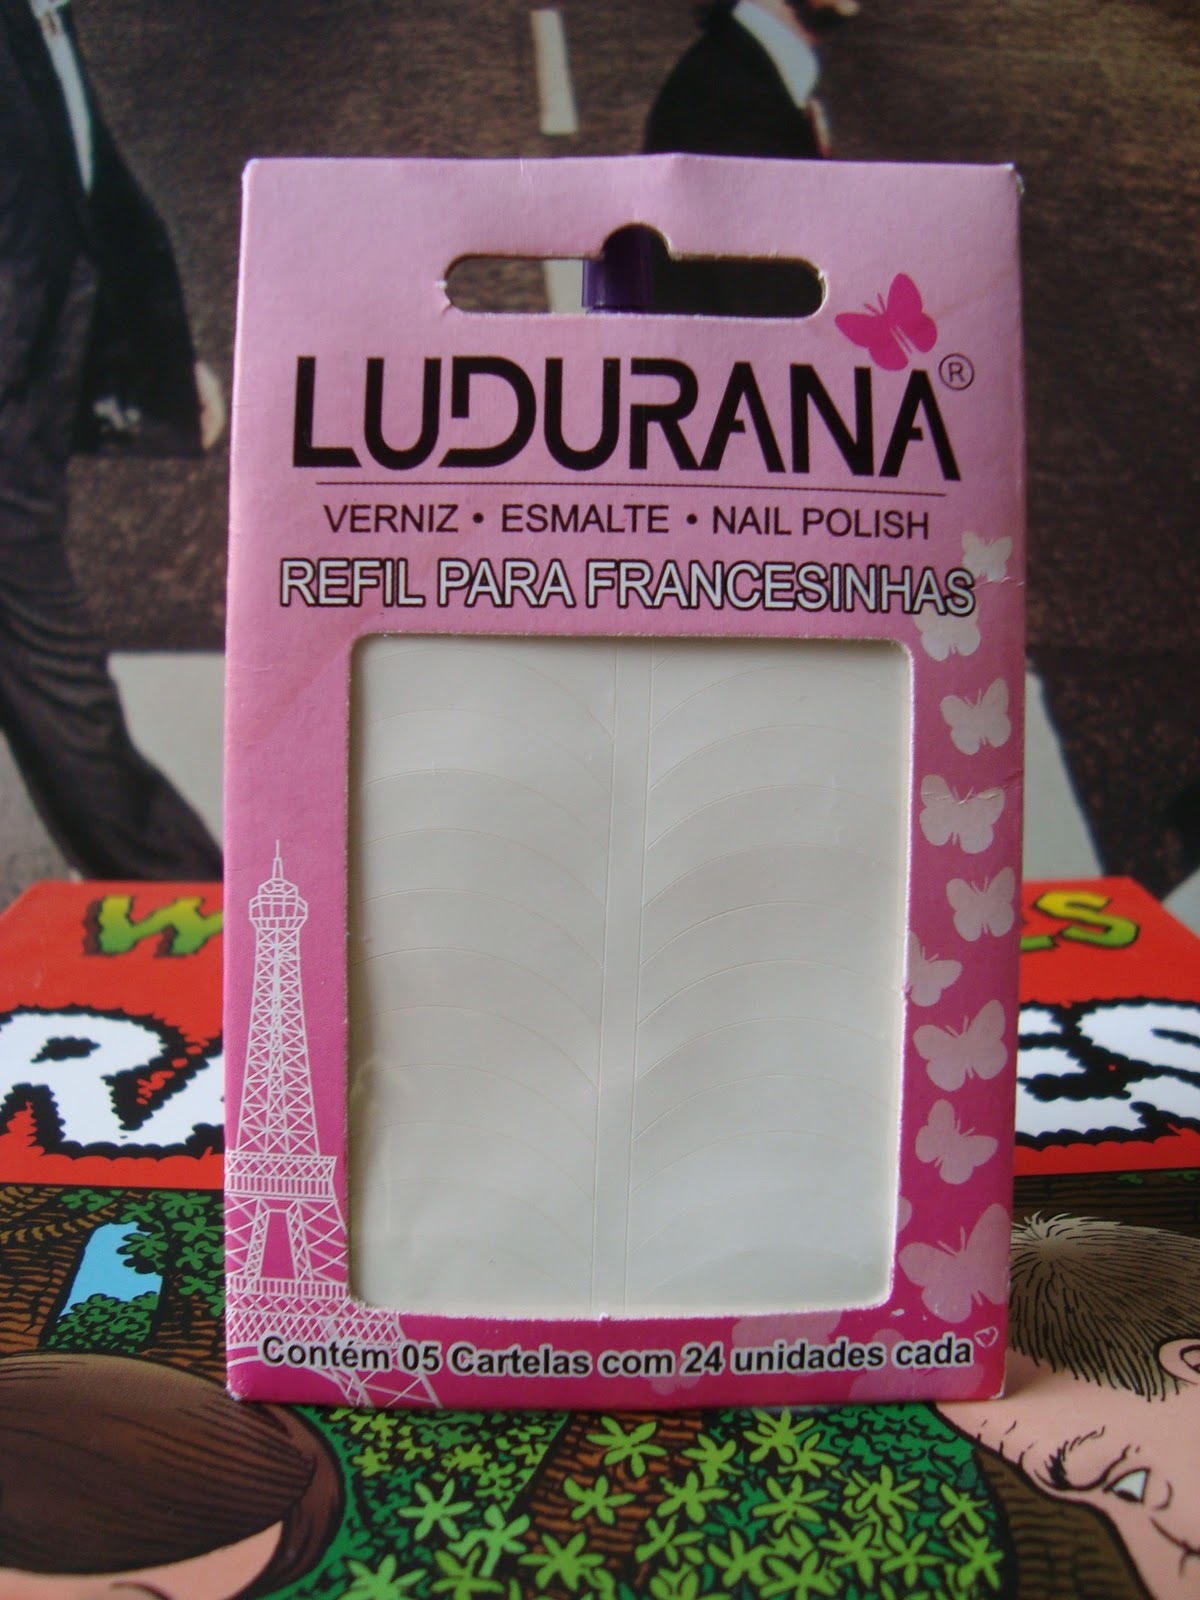 LUDURANA®
VERNIZ • ESMALTE • NAIL POLISH
REFIL PARA FRANCESINHAS
Contém 05 Cartelas com 24 unidades cada